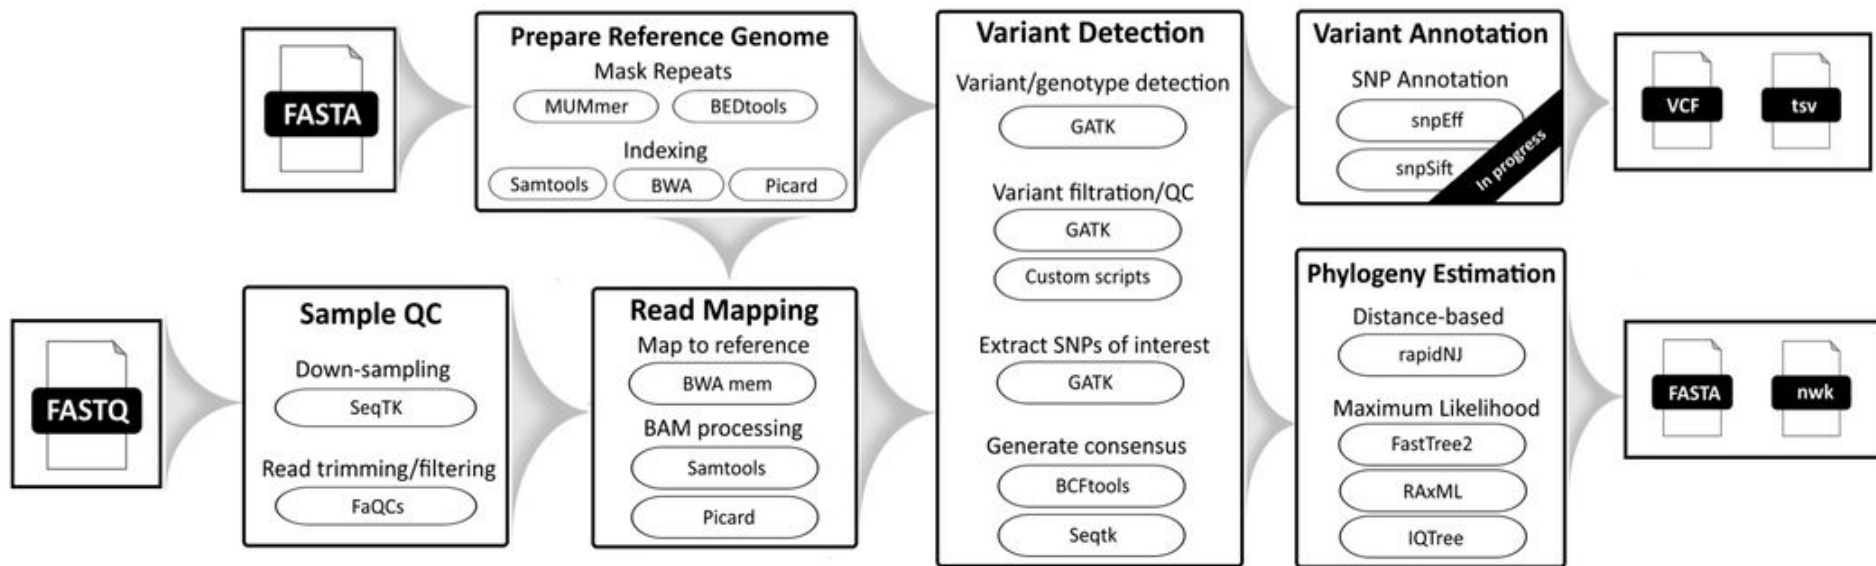 FASTA
Prepare Reference Genome
Mask Repeats
MUMmer
BEDtools
Indexing
Samtools
BWA
Picard
FASTQ
Sample QC
Down-sampling
SeqTK
Read trimming/filtering
FaQCs
Read Mapping
Map to reference
BWA mem
BAM processing
Samtools
Picard
Variant Detection
Variant/genotype detection
GATK
Variant filtration/QC
GATK
Custom scripts
Extract SNPs of interest
GATK
Generate consensus
BCFtools
Seqtk
Variant Annotation
SNP Annotation
snpEff
snpSift
In progress
VCF
tsv
Phylogeny Estimation
Distance-based
rapidNJ
Maximum Likelihood
FastTree2
RAxML
IQTree
FASTA
nwk